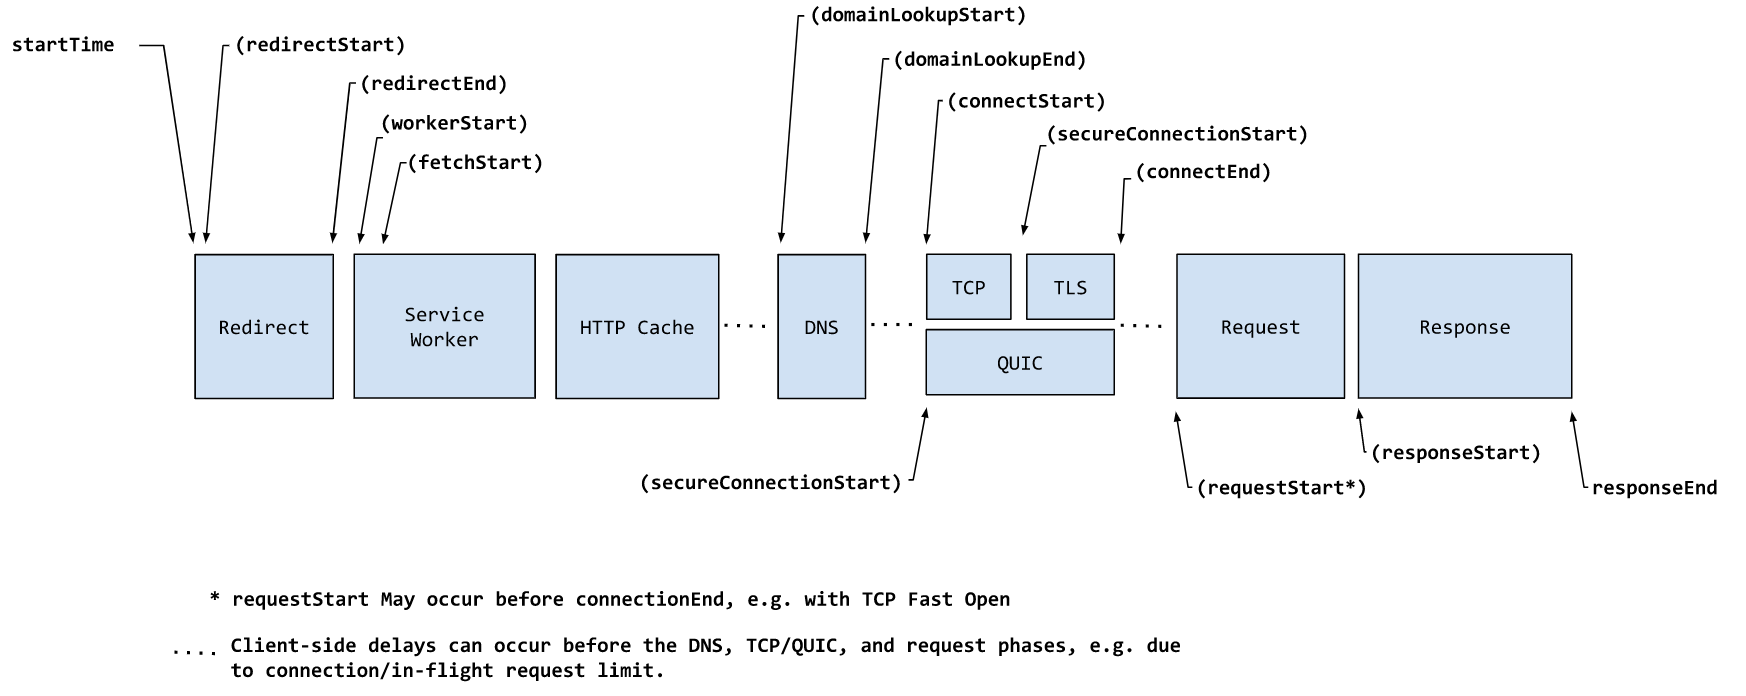 (domainLookupStart)
startTime
(redirectStart)
(domainLookupEnd)
(redirectEnd)
(connectStart)
(workerStart)
(secureConnectionStart)
(fetchStart)
(connectEnd)
Redirect
Service
Worker
HTTP Cache
....
DNS
....
TCP
TLS
QUIC
....
Request
Response
(secureConnectionStart)
(responseStart)
(requestStart*)
responseEnd
* requestStart May occur before connectionEnd, e.g. with TCP Fast Open
.... Client-side delays can occur before the DNS, TCP/QUIC, and request phases, e.g. due
to connection/in-flight request limit.